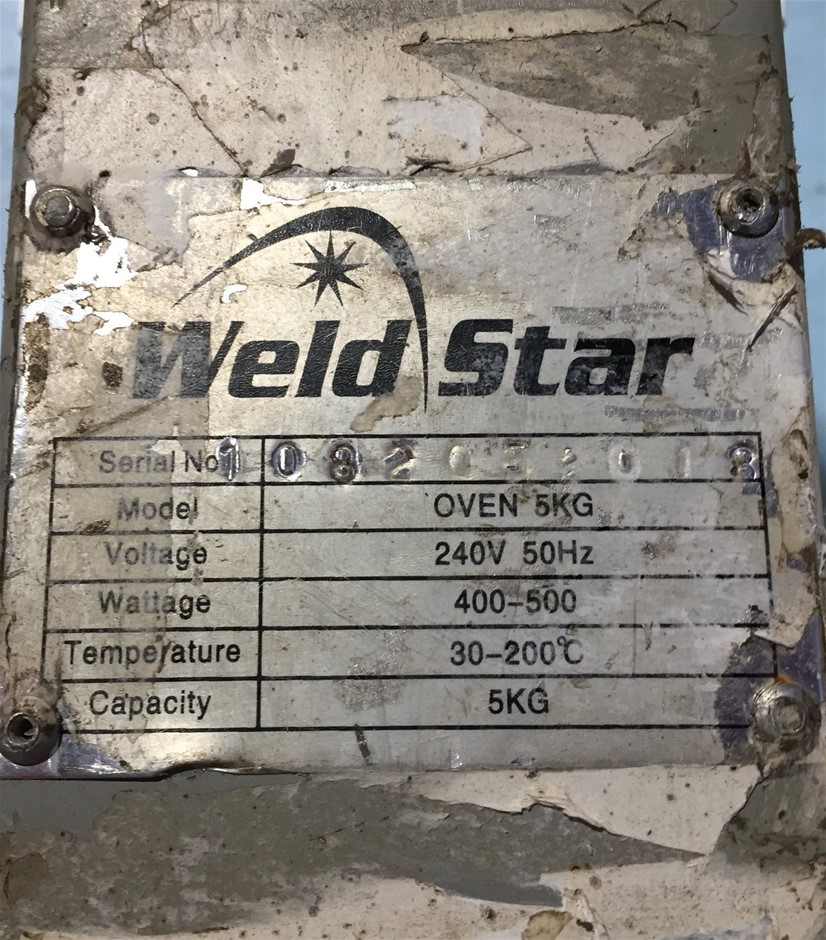 Weld Star
Serial No
Model OVEN 5KG
Voltage 240V 50Hz
Wattage 400-500
Temperature 30-200℃
Capacity 5KG